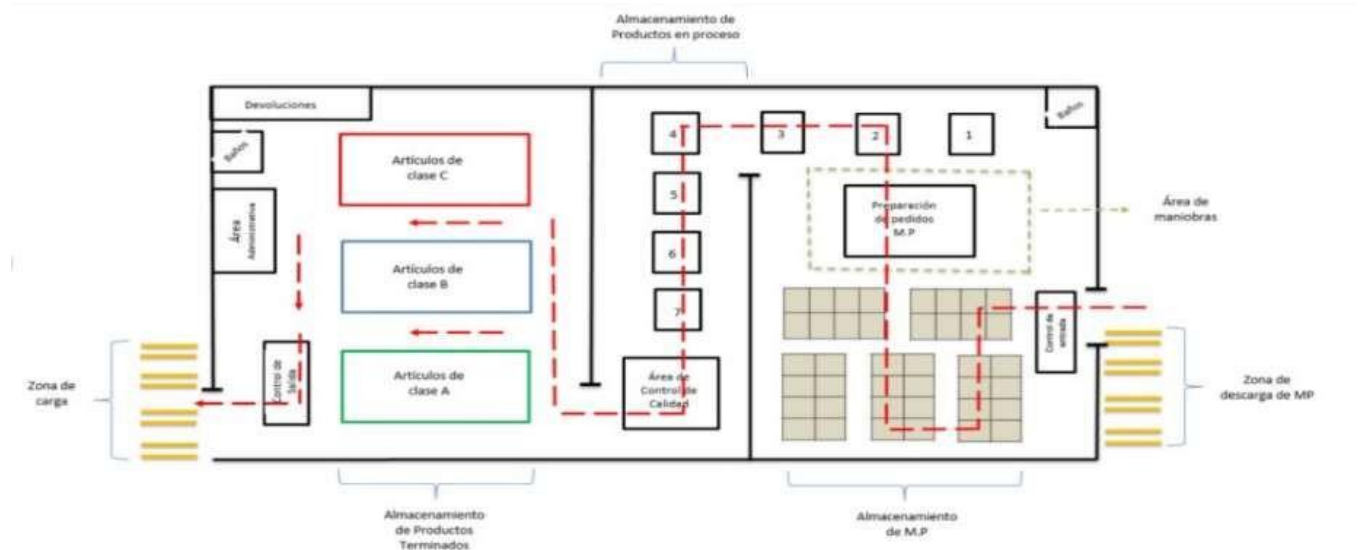 Almacenamiento de
Productos en proceso
Devoluciones
Baños
Baños
Artículos de
clase C
4
3
2
1
5
Preparación
de pedidos
M.P
Área de
maniobras
Área
Administrativa
Artículos de
clase B
6
7
Control de
entrada
Zona de
carga
Control de
Salida
Artículos de
clase A
Área de
Control de
Calidad
Zona de
descarga de MP
Almacenamiento
de Productos
Terminados
Almacenamiento
de M.P